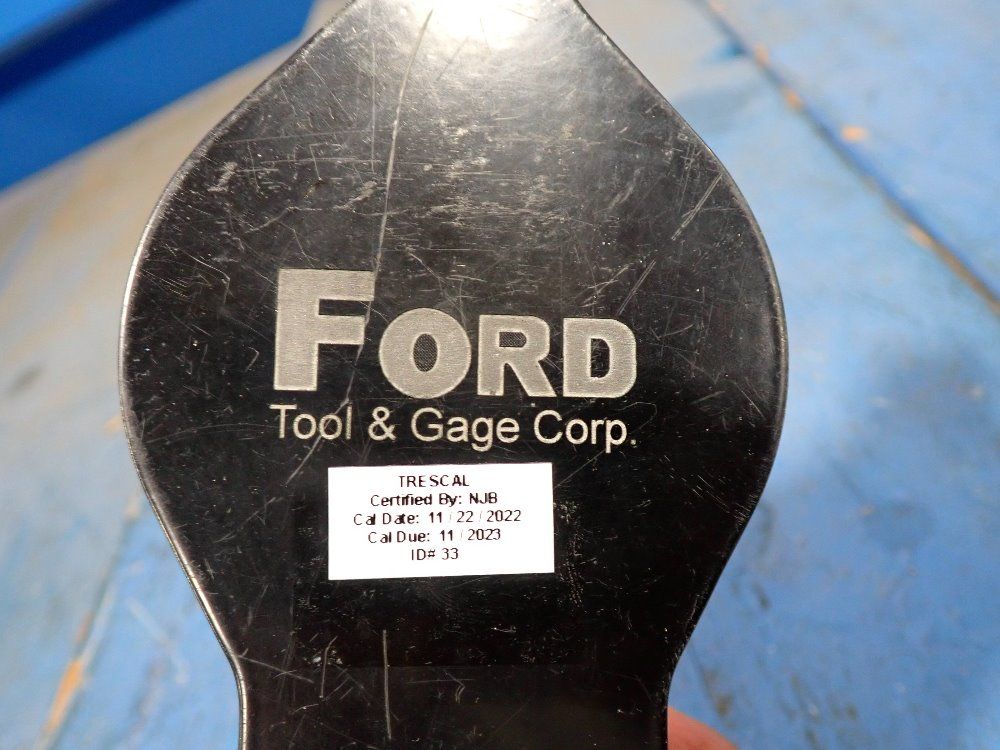 FORD
Tool & Gage Corp.
TRESCAL
Certified By: NJB
Cal Date: 11 / 22 / 2022
Cal Due: 11 / 2023
ID# 33